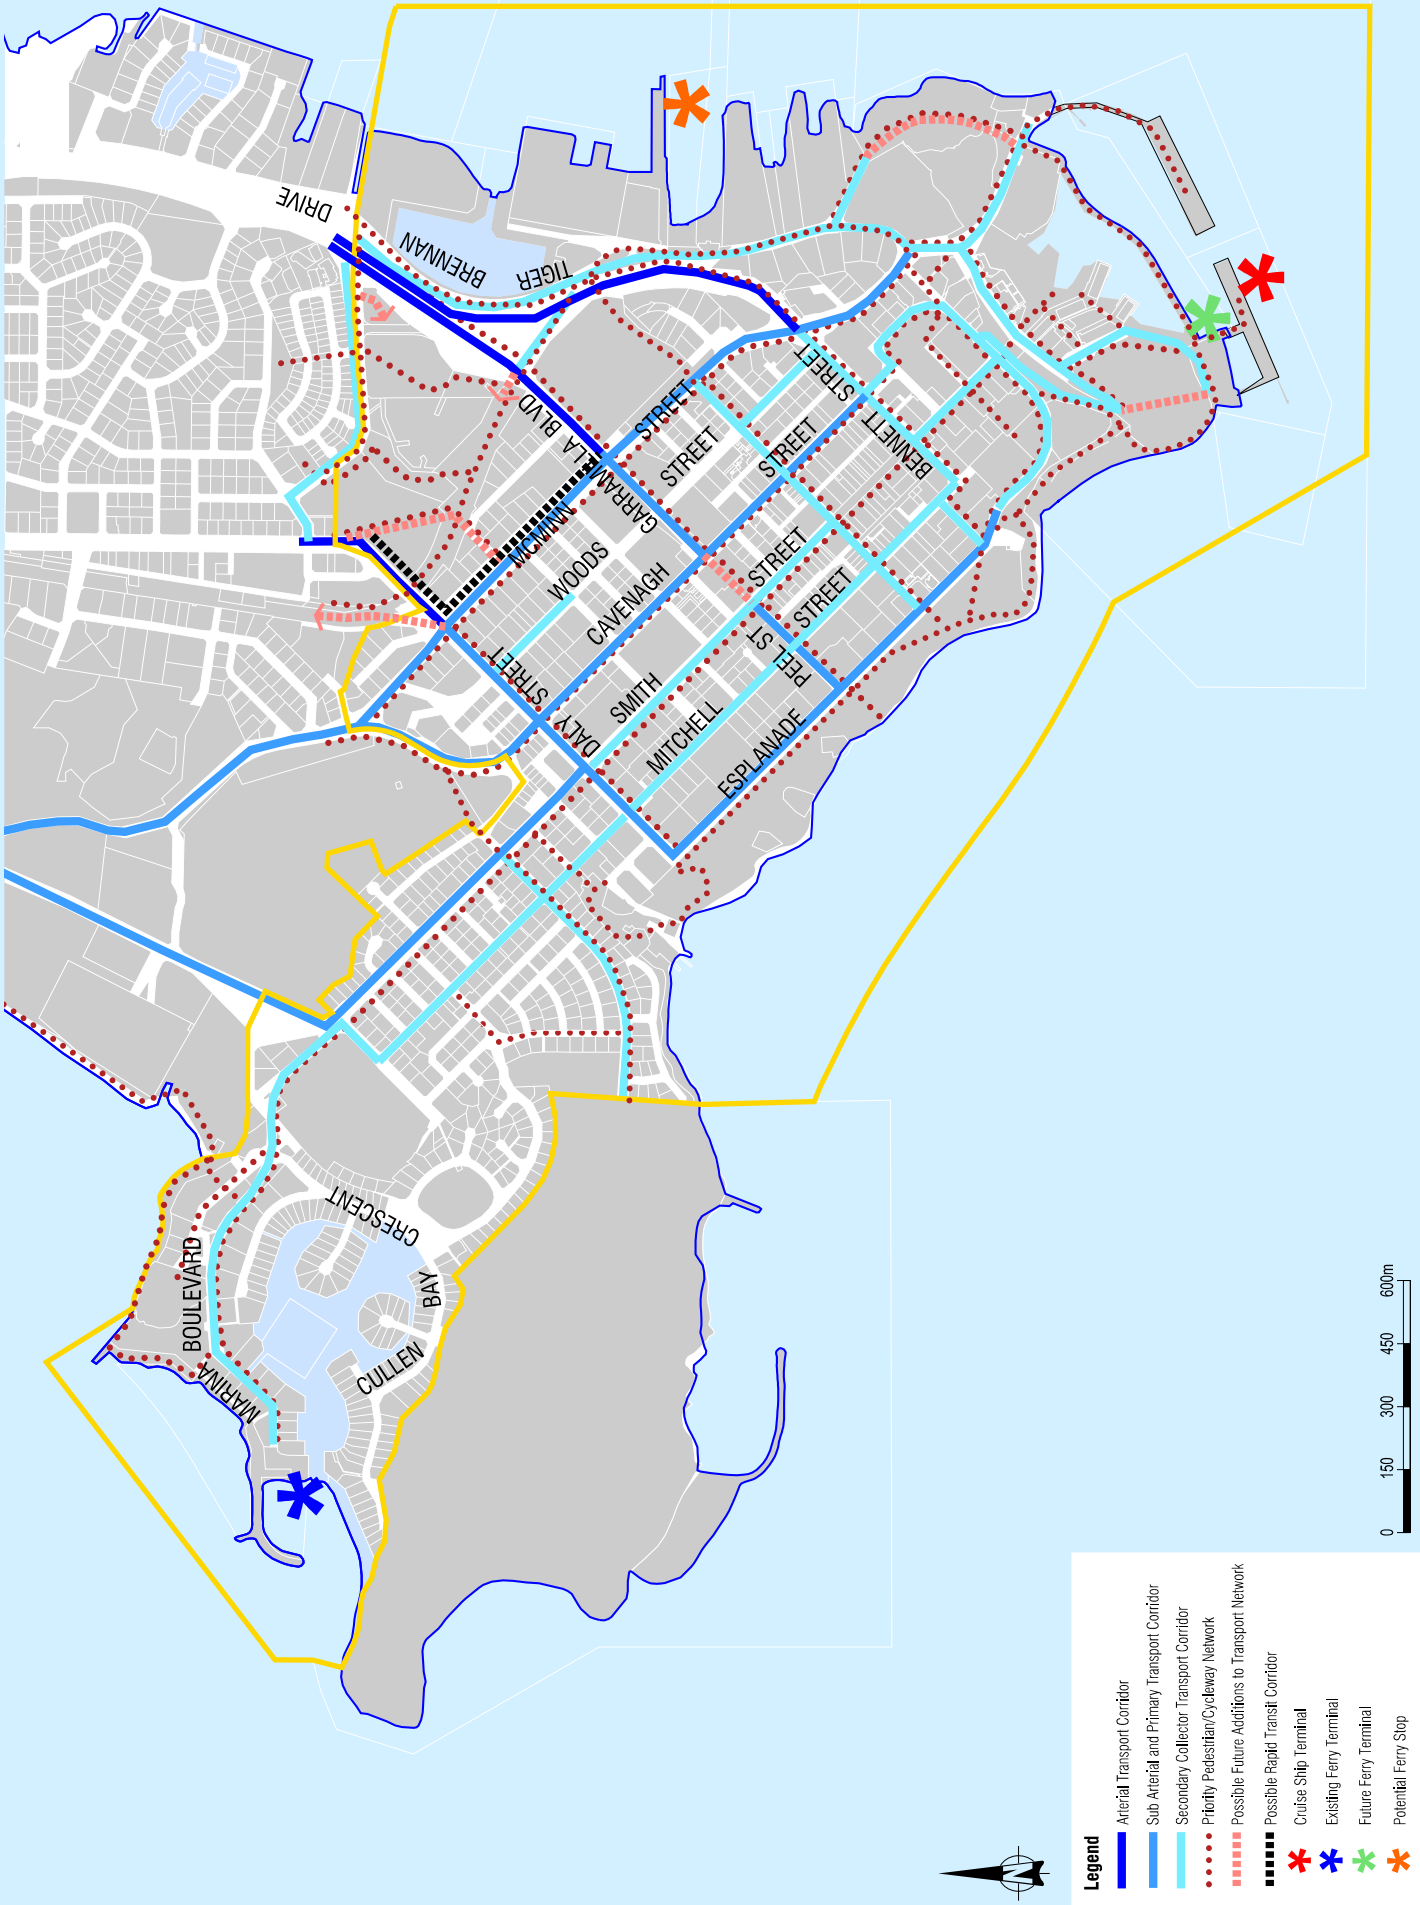 DRIVE
BRENNAN
TIGER
GARRAMILLA BLVD
STREET
STREET
STREET
STREET
BENNETT
MCMINN
WOODS
CAVENAGH
STREET
STREET
PEEL ST
STREET
DALY
SMITH
MITCHELL
ESPLANADE
CRESCENT
BAY
CULLEN
BOULEVARD
MARINA
0 150 300 450 600m
Legend
Arterial Transport Corridor
Sub Arterial and Primary Transport Corridor
Secondary Collector Transport Corridor
Priority Pedestrian/Cycleway Network
Possible Future Additions to Transport Network
Possible Rapid Transit Corridor
Cruise Ship Terminal
Existing Ferry Terminal
Future Ferry Terminal
Potential Ferry Stop
N